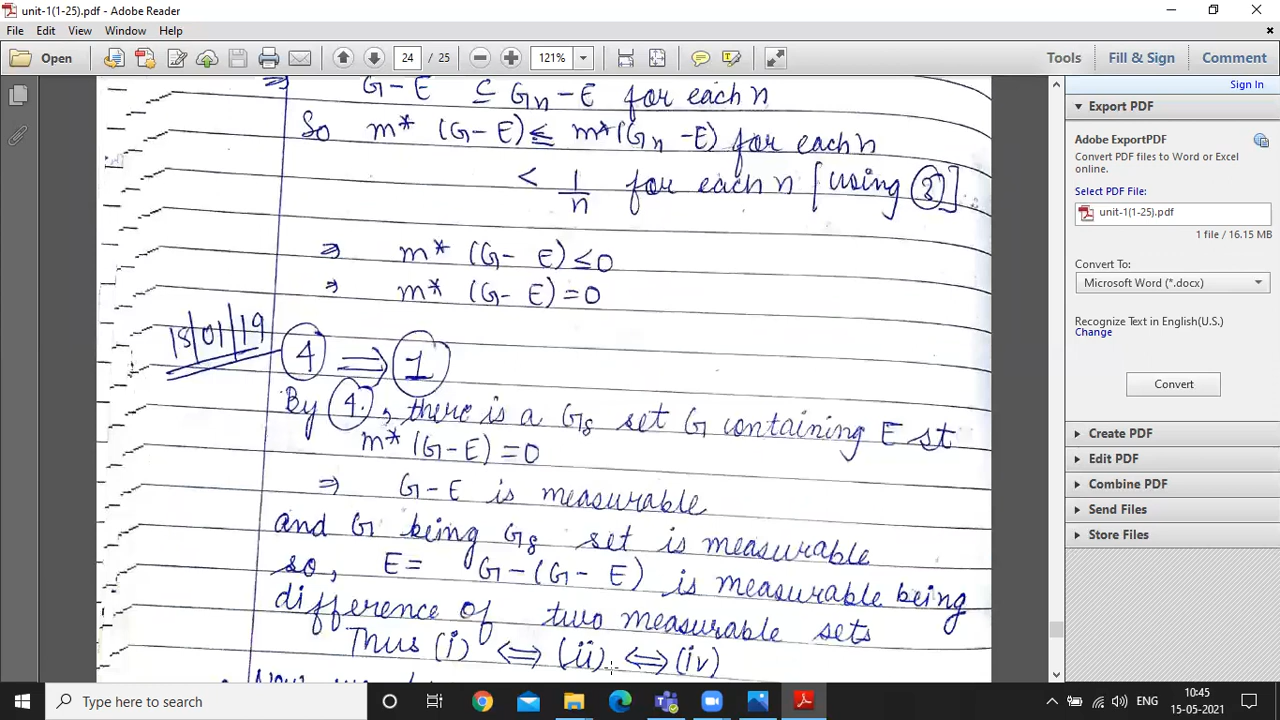 unit-1(1-25).pdf - Adobe Reader
File Edit View Window Help
Open 24 / 25 121% Tools Fill & Sign Comment
⇒ G-E ⊆ Gn-E for each n
So m* (G-E) ≤ m*(Gn -E) for each n
< 1/n for each n [using ③]
⇒ m* (G- E) ≤0
⇒ m* (G- E) =0
18/01/19
④ ⇒ ①
By ④, there is a Gδ set G containing E st
m* (G-E) =0
⇒ G-E is measurable
and G being Gδ set is measurable
so, E= G-(G- E) is measurable being
difference of two measurable sets
Thus (i) ⇔ (ii) ⇔ (iv)
Sign In
Export PDF
Adobe ExportPDF
Convert PDF files to Word or Excel
online.
Select PDF File:
unit-1(1-25).pdf
1 file / 16.15 MB
Convert To:
Microsoft Word (*.docx)
Recognize Text in English(U.S.)
Change
Convert
Create PDF
Edit PDF
Combine PDF
Send Files
Store Files
Type here to search
ENG
10:45
15-05-2021